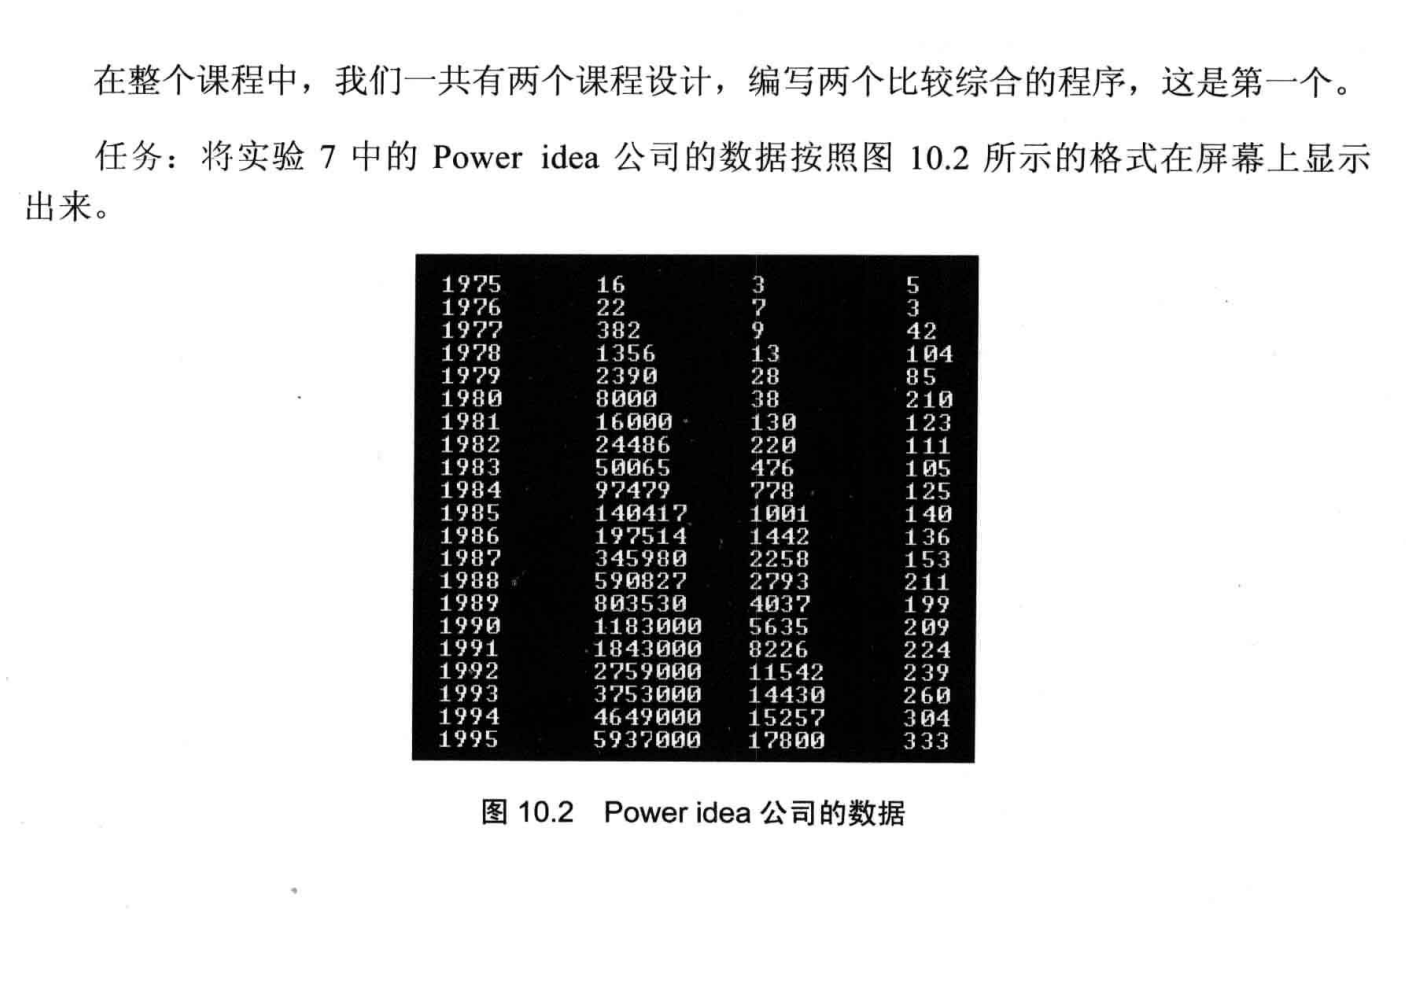 在整个课程中，我们一共有两个课程设计，编写两个比较综合的程序，这是第一个。
任务：将实验 7 中的 Power idea 公司的数据按照图 10.2 所示的格式在屏幕上显示
出来。
1975 16 3 5
1976 22 7 3
1977 382 9 42
1978 1356 13 104
1979 2390 28 85
1980 8000 38 210
1981 16000 130 123
1982 24486 220 111
1983 50065 476 105
1984 97479 778 125
1985 140417 1001 140
1986 197514 1442 136
1987 345980 2258 153
1988 590827 2793 211
1989 803530 4037 199
1990 1183000 5635 209
1991 1843000 8226 224
1992 2759000 11542 239
1993 3753000 14430 260
1994 4649000 15257 304
1995 5937000 17800 333
图 10.2 Power idea 公司的数据